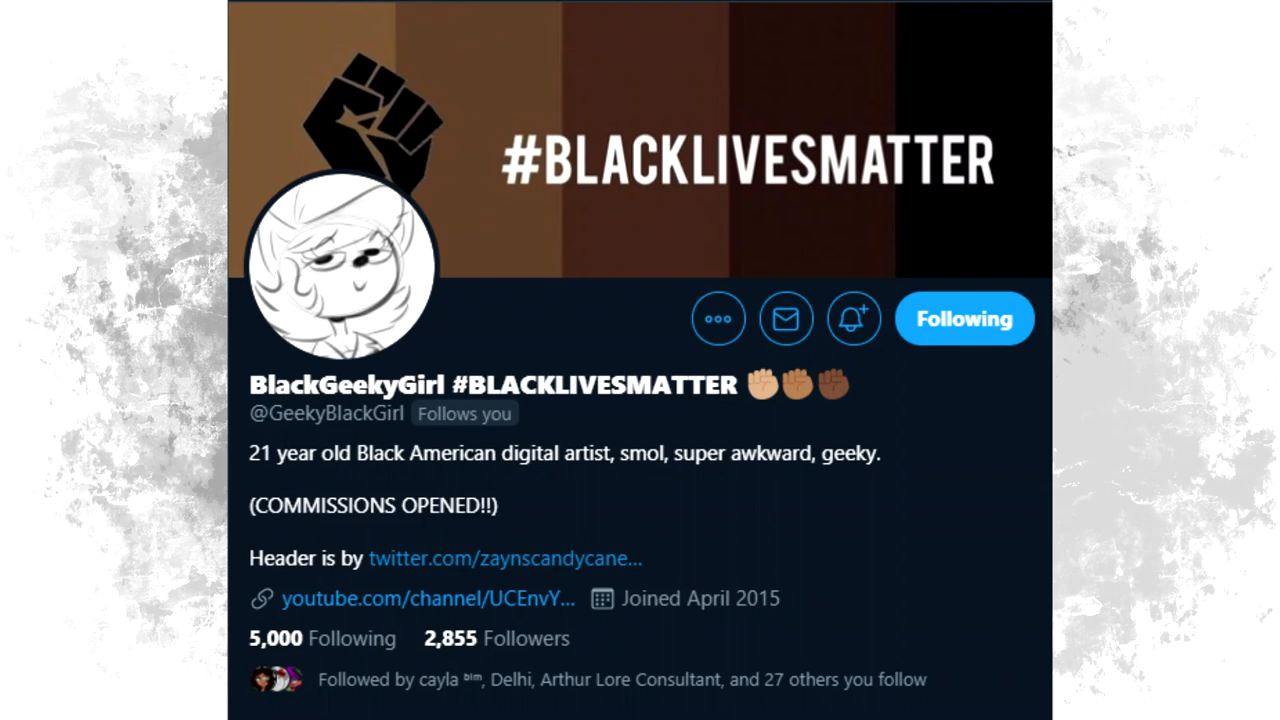 #BLACKLIVESMATTER
Following
BlackGeekyGirl #BLACKLIVESMATTER ✊🏼✊🏽✊🏾
@GeekyBlackGirl Follows you
21 year old Black American digital artist, smol, super awkward, geeky.
(COMMISSIONS OPENED!!)
Header is by twitter.com/zaynscandycane...
youtube.com/channel/UCEnvY... Joined April 2015
5,000 Following 2,855 Followers
Followed by cayla ᵇˡᵐ, Delhi, Arthur Lore Consultant, and 27 others you follow